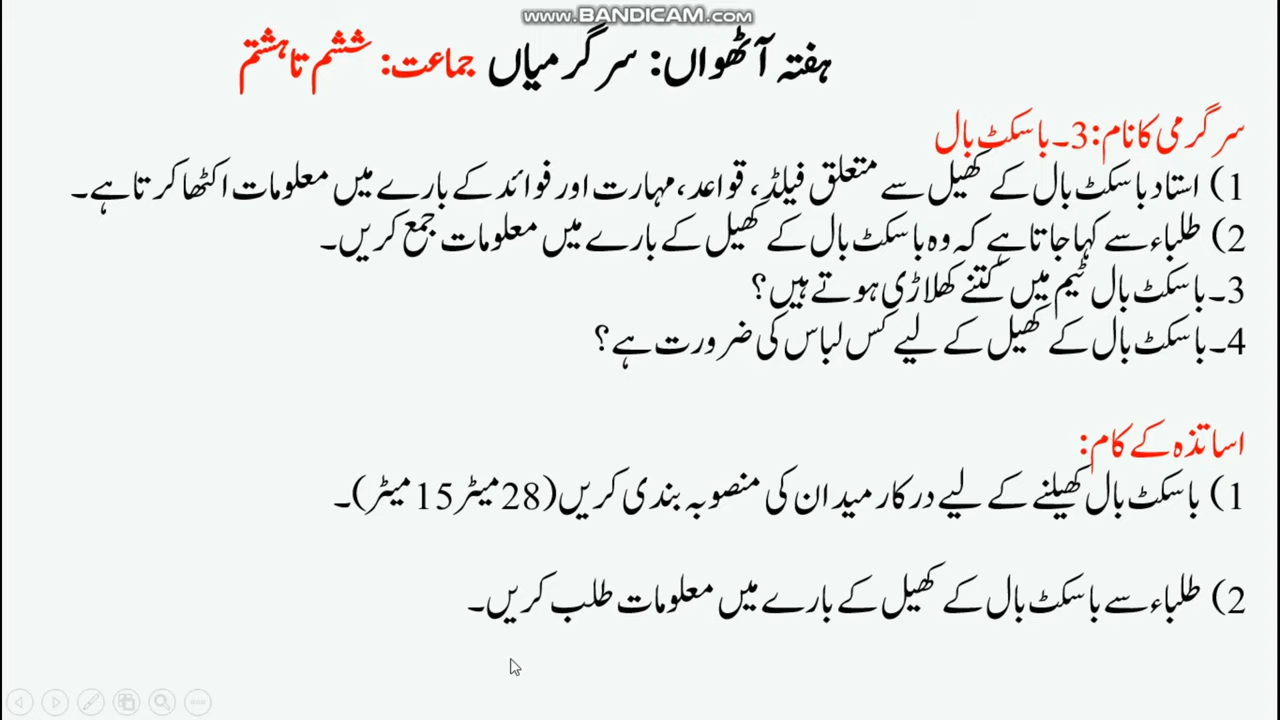 WWW.BANDICAM.COM
ہفتہ آٹھواں: سرگرمیاں جماعت: ششم تا ہشتم
سرگرمی کا نام: 3۔ باسکٹ بال
1) استاد باسکٹ بال کے کھیل سے متعلق فیلڈ، قواعد، مہارت اور فوائد کے بارے میں معلومات اکٹھا کرتا ہے۔
2) طلباء سے کہا جاتا ہے کہ وہ باسکٹ بال کے کھیل کے بارے میں معلومات جمع کریں۔
3۔ باسکٹ بال ٹیم میں کتنے کھلاڑی ہوتے ہیں؟
4۔ باسکٹ بال کے کھیل کے لیے کس لباس کی ضرورت ہے؟
اساتذہ کے کام:
1) باسکٹ بال کھیلنے کے لیے درکار میدان کی منصوبہ بندی کریں (28 میٹر 15 میٹر)۔
2) طلباء سے باسکٹ بال کے کھیل کے بارے میں معلومات طلب کریں۔